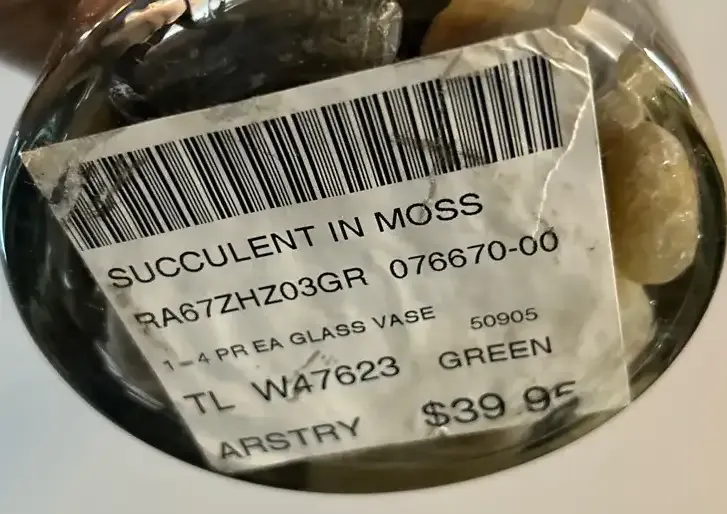 SUCCULENT IN MOSS
RA67ZHZ03GR 076670-00
1-4 PR EA GLASS VASE 50905
TL W47623 GREEN
ARSTRY $39.95